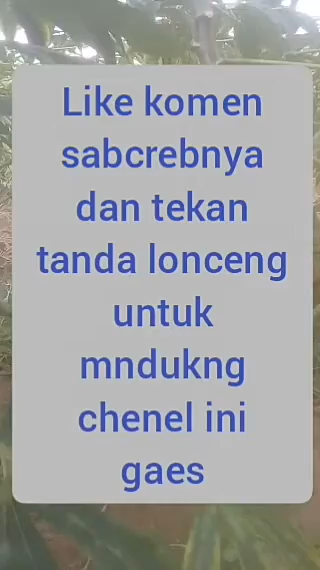 Like komen
sabcrebnya
dan tekan
tanda lonceng
untuk
mndukng
chenel ini
gaes